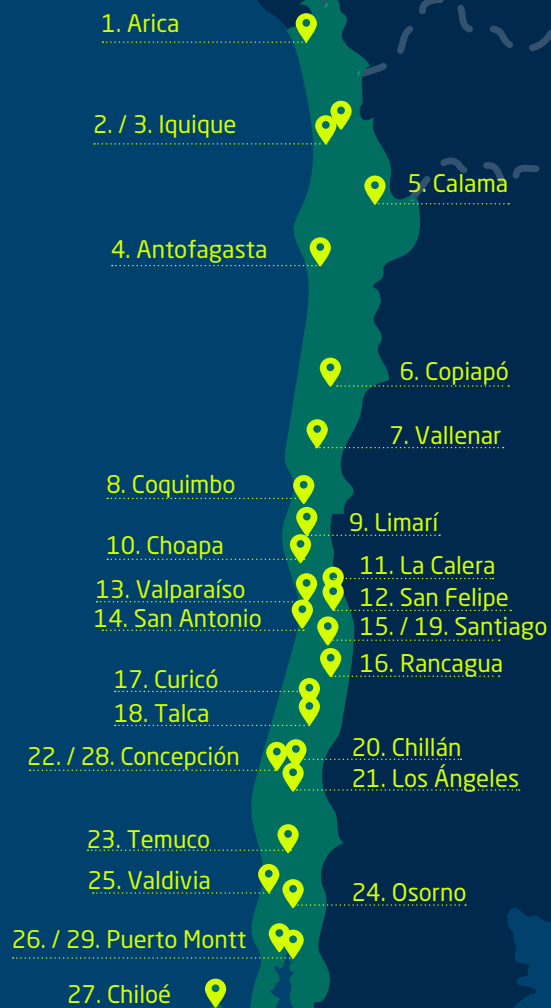 1. Arica
2. / 3. Iquique
5. Calama
4. Antofagasta
6. Copiapó
7. Vallenar
8. Coquimbo
9. Limarí
10. Choapa
11. La Calera
13. Valparaíso
12. San Felipe
14. San Antonio
15. / 19. Santiago
16. Rancagua
17. Curicó
18. Talca
22. / 28. Concepción
20. Chillán
21. Los Ángeles
23. Temuco
25. Valdivia
24. Osorno
26. / 29. Puerto Montt
27. Chiloé